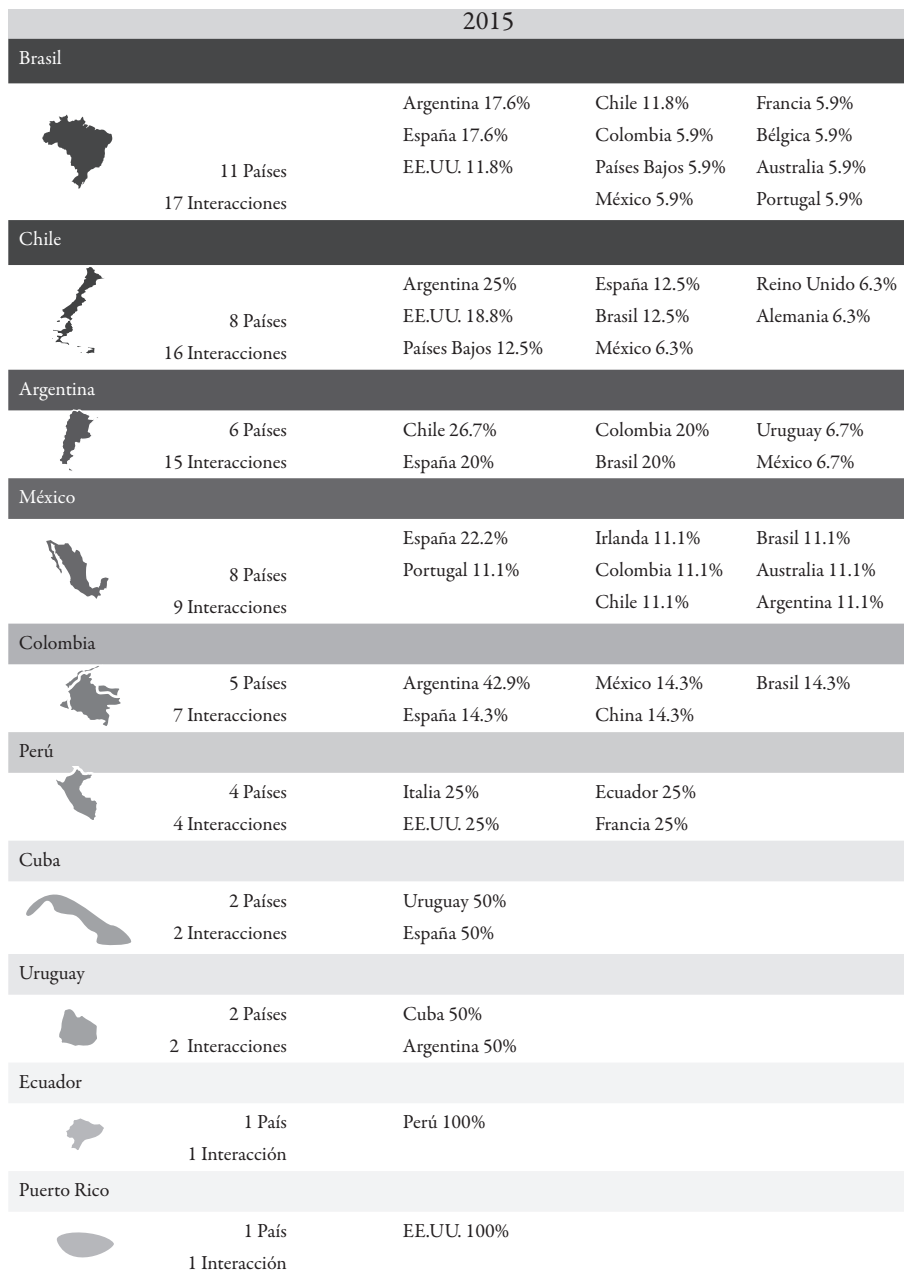 2015
Brasil
Argentina 17.6% Chile 11.8% Francia 5.9%
España 17.6% Colombia 5.9% Bélgica 5.9%
11 Países EE.UU. 11.8% Países Bajos 5.9% Australia 5.9%
17 Interacciones México 5.9% Portugal 5.9%
Chile
Argentina 25% España 12.5% Reino Unido 6.3%
8 Países EE.UU. 18.8% Brasil 12.5% Alemania 6.3%
16 Interacciones Países Bajos 12.5% México 6.3%
Argentina
6 Países Chile 26.7% Colombia 20% Uruguay 6.7%
15 Interacciones España 20% Brasil 20% México 6.7%
México
España 22.2% Irlanda 11.1% Brasil 11.1%
8 Países Portugal 11.1% Colombia 11.1% Australia 11.1%
9 Interacciones Chile 11.1% Argentina 11.1%
Colombia
5 Países Argentina 42.9% México 14.3% Brasil 14.3%
7 Interacciones España 14.3% China 14.3%
Perú
4 Países Italia 25% Ecuador 25%
4 Interacciones EE.UU. 25% Francia 25%
Cuba
2 Países Uruguay 50%
2 Interacciones España 50%
Uruguay
2 Países Cuba 50%
2 Interacciones Argentina 50%
Ecuador
1 País Perú 100%
1 Interacción
Puerto Rico
1 País EE.UU. 100%
1 Interacción